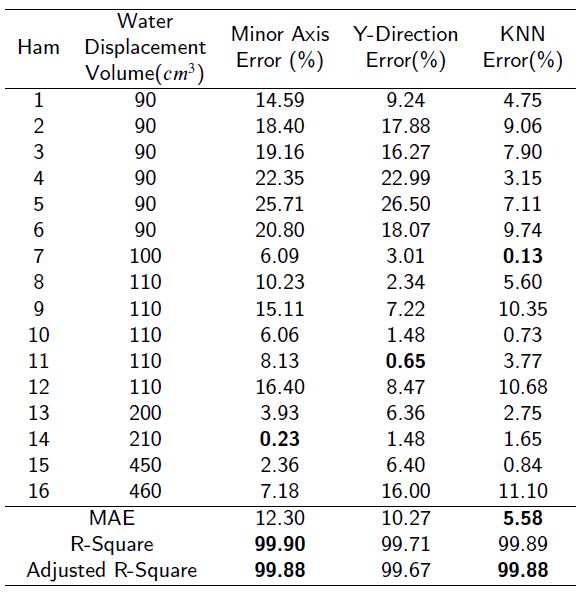 Ham Water Displacement Volume(cm³) Minor Axis Error (%) Y-Direction Error(%) KNN Error(%)
1 90 14.59 9.24 4.75
2 90 18.40 17.88 9.06
3 90 19.16 16.27 7.90
4 90 22.35 22.99 3.15
5 90 25.71 26.50 7.11
6 90 20.80 18.07 9.74
7 100 6.09 3.01 0.13
8 110 10.23 2.34 5.60
9 110 15.11 7.22 10.35
10 110 6.06 1.48 0.73
11 110 8.13 0.65 3.77
12 110 16.40 8.47 10.68
13 200 3.93 6.36 2.75
14 210 0.23 1.48 1.65
15 450 2.36 6.40 0.84
16 460 7.18 16.00 11.10
MAE 12.30 10.27 5.58
R-Square 99.90 99.71 99.89
Adjusted R-Square 99.88 99.67 99.88